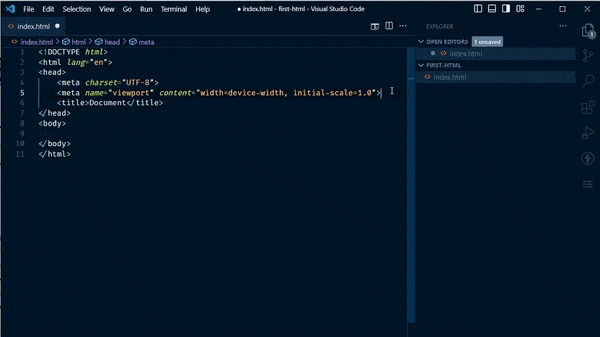 File Edit Selection View Go Run Terminal Help ● index.html - first-html - Visual Studio Code
index.html
index.html > html > head > meta
1 <!DOCTYPE html>
2 <html lang="en">
3 <head>
4 <meta charset="UTF-8">
5 <meta name="viewport" content="width=device-width, initial-scale=1.0">
6 <title>Document</title>
7 </head>
8 <body>
9
10 </body>
11 </html>
EXPLORER
OPEN EDITORS 1 unsaved
index.html
FIRST-HTML
index.html